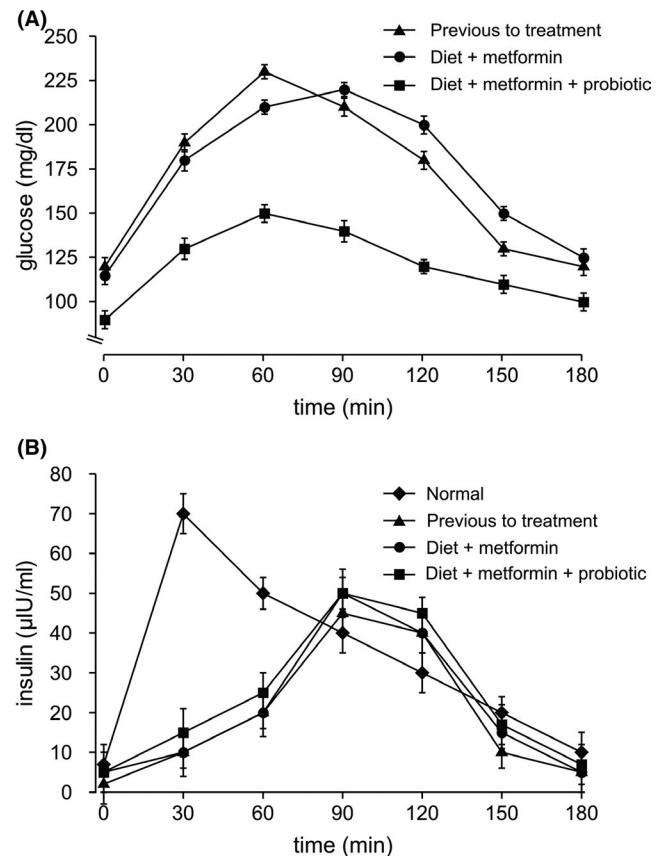 (A)
250
225
200
175
150
125
100
glucose (mg/dl)
Previous to treatment
Diet + metformin
Diet + metformin + probiotic
0 30 60 90 120 150 180
time (min)
(B)
80
70
60
50
40
30
20
10
0
insulin (µIU/ml)
Normal
Previous to treatment
Diet + metformin
Diet + metformin + probiotic
0 30 60 90 120 150 180
time (min)